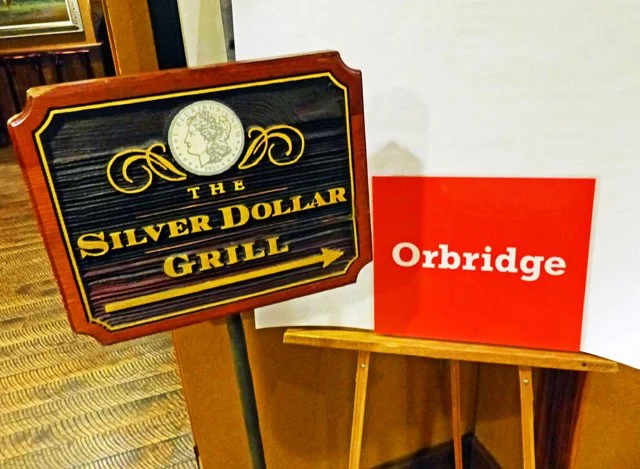 THE
SILVER DOLLAR
GRILL
Orbridge